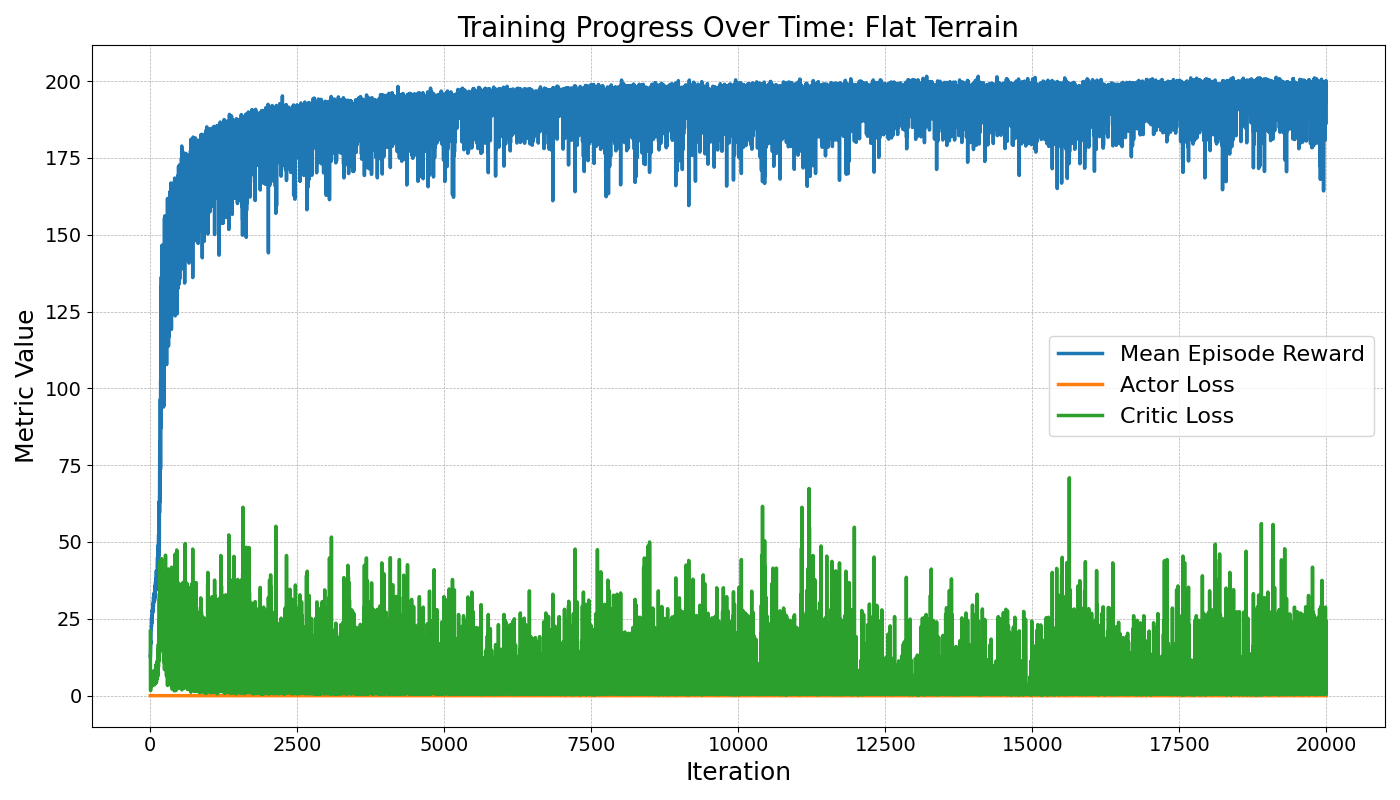 Training Progress Over Time: Flat Terrain
Metric Value
200
175
150
125
100
75
50
25
0
Mean Episode Reward
Actor Loss
Critic Loss
0 2500 5000 7500 10000 12500 15000 17500 20000
Iteration